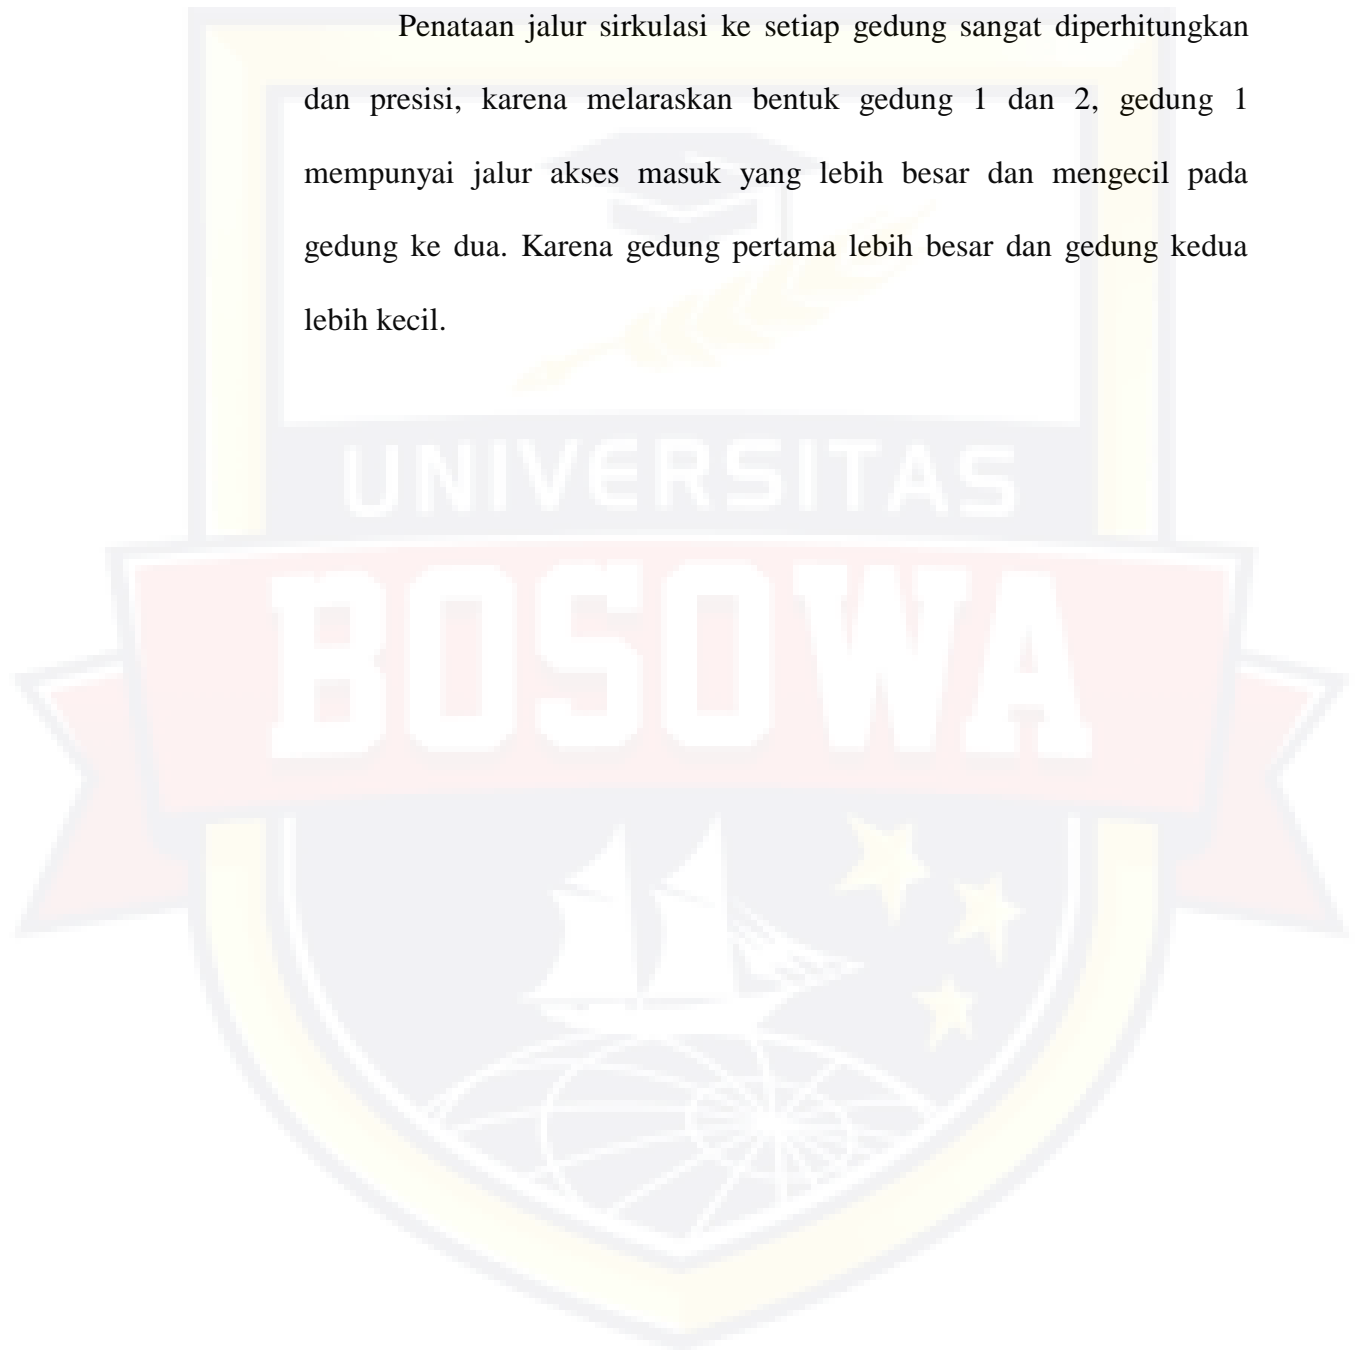 Penataan jalur sirkulasi ke setiap gedung sangat diperhitungkan
dan presisi, karena melaraskan bentuk gedung 1 dan 2, gedung 1
mempunyai jalur akses masuk yang lebih besar dan mengecil pada
gedung ke dua. Karena gedung pertama lebih besar dan gedung kedua
lebih kecil.
UNIVERSITAS
BOSOWA